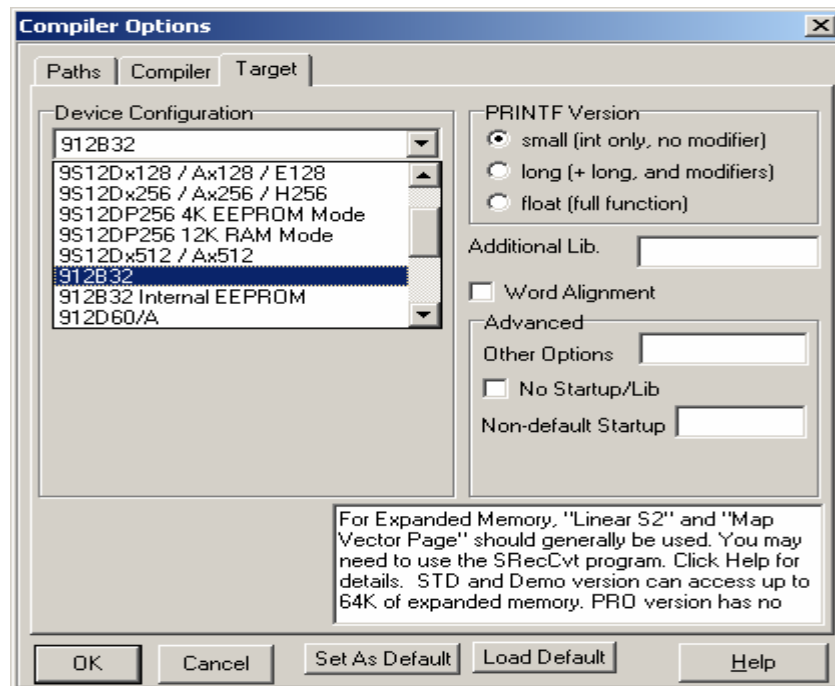 Compiler Options
Paths
Compiler
Target
Device Configuration
912B32
9S12Dx128 / Ax128 / E128
9S12Dx256 / Ax256 / H256
9S12DP256 4K EEPROM Mode
9S12DP256 12K RAM Mode
9S12Dx512 / Ax512
912B32
912B32 Internal EEPROM
912D60/A
PRINTF Version
small (int only, no modifier)
long (+ long, and modifiers)
float (full function)
Additional Lib.
Word Alignment
Advanced
Other Options
No Startup/Lib
Non-default Startup
For Expanded Memory, "Linear S2" and "Map
Vector Page" should generally be used. You may
need to use the SRecCvt program. Click Help for
details. STD and Demo version can access up to
64K of expanded memory. PRO version has no
OK
Cancel
Set As Default
Load Default
Help